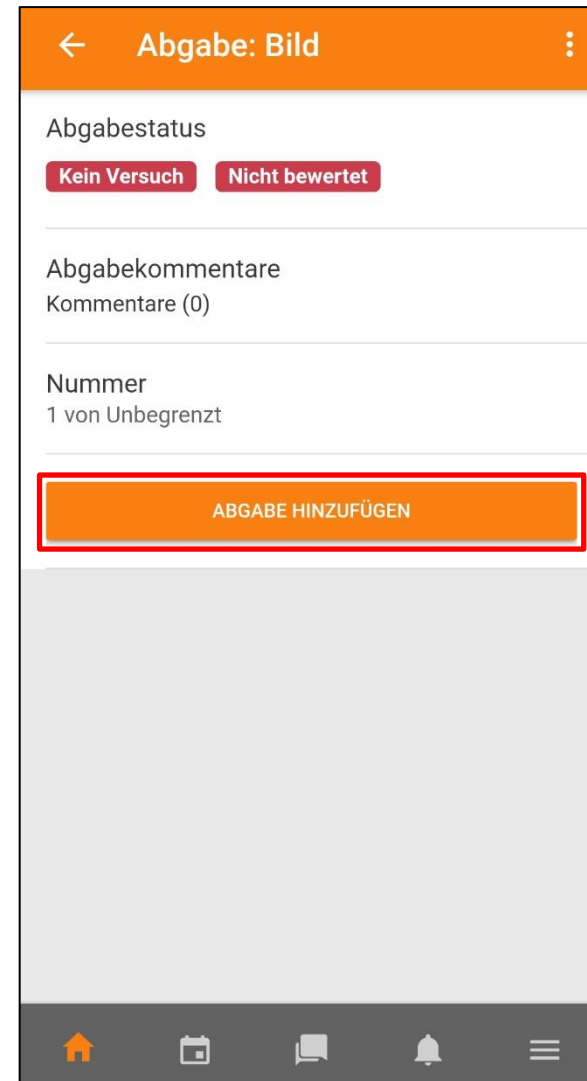 Abgabe: Bild
Abgabestatus
Kein Versuch Nicht bewertet
Abgabekommentare
Kommentare (0)
Nummer
1 von Unbegrenzt
ABGABE HINZUFÜGEN